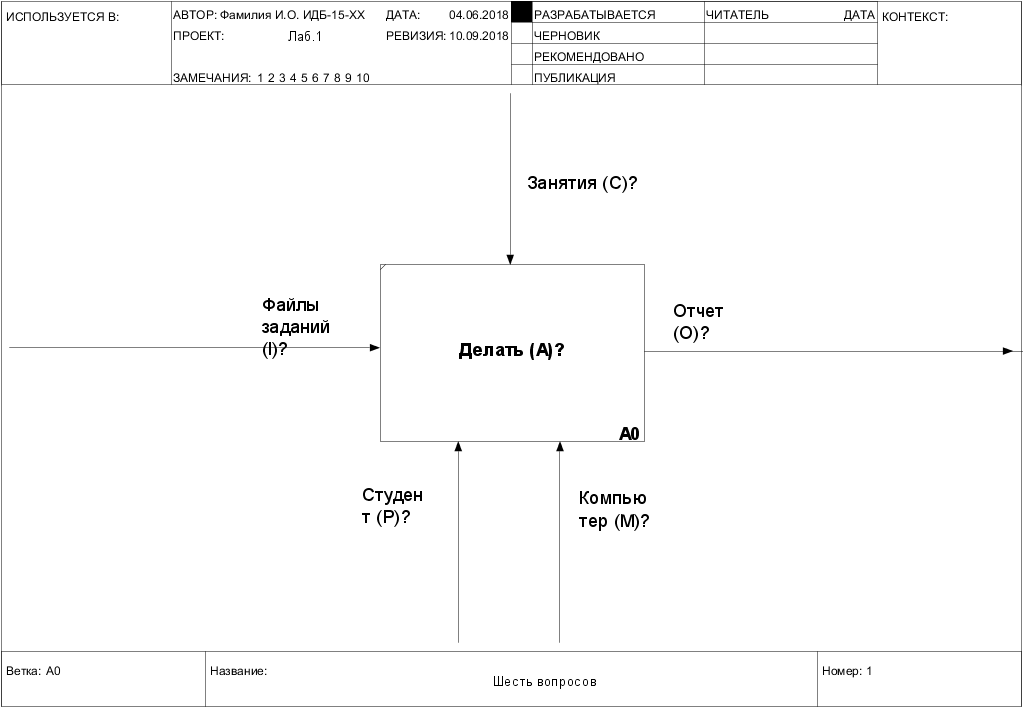 ИСПОЛЬЗУЕТСЯ В:
АВТОР: Фамилия И.О. ИДБ-15-XX
ДАТА: 04.06.2018
РАЗРАБАТЫВАЕТСЯ
ЧИТАТЕЛЬ
ДАТА
КОНТЕКСТ:
ПРОЕКТ: Лаб.1
РЕВИЗИЯ: 10.09.2018
ЧЕРНОВИК
РЕКОМЕНДОВАНО
ЗАМЕЧАНИЯ: 1 2 3 4 5 6 7 8 9 10
ПУБЛИКАЦИЯ
Занятия (C)?
Файлы
заданий
(I)?
Отчет
(O)?
Делать (A)?
A0
Студен
т (P)?
Компью
тер (M)?
Ветка: A0
Название:
Шесть вопросов
Номер: 1